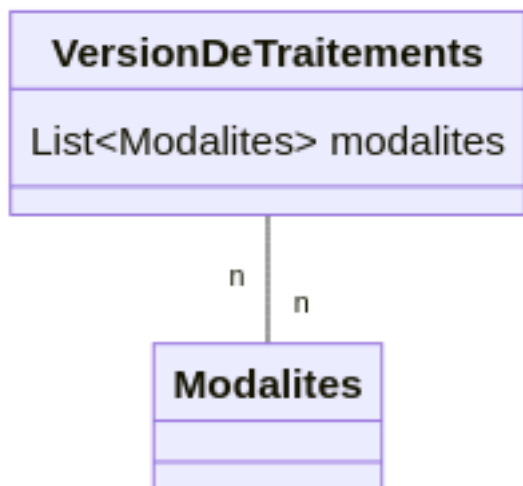 VersionDeTraitements
List<Modalites> modalites
n
n
Modalites